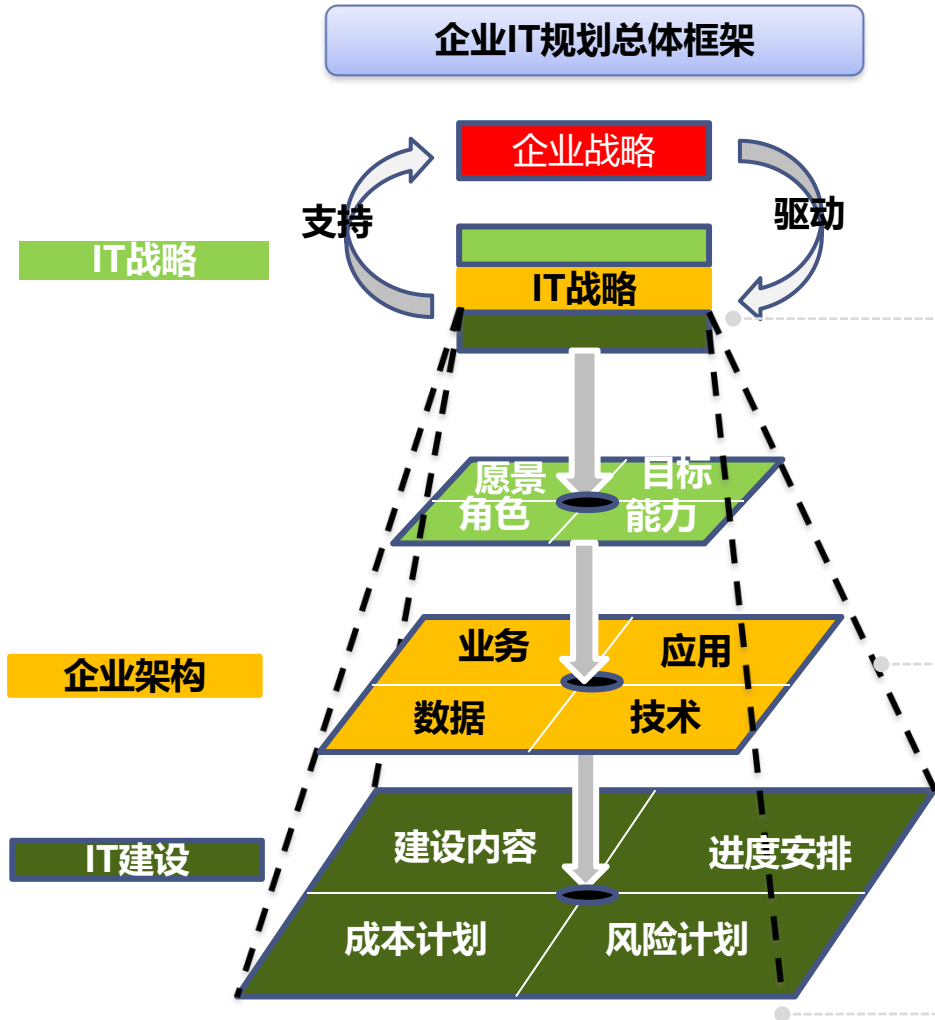 企业IT规划总体框架
企业战略
支持
驱动
IT战略
IT战略
愿景
目标
角色
能力
企业架构
业务
应用
数据
技术
IT建设
建设内容
进度安排
成本计划
风险计划